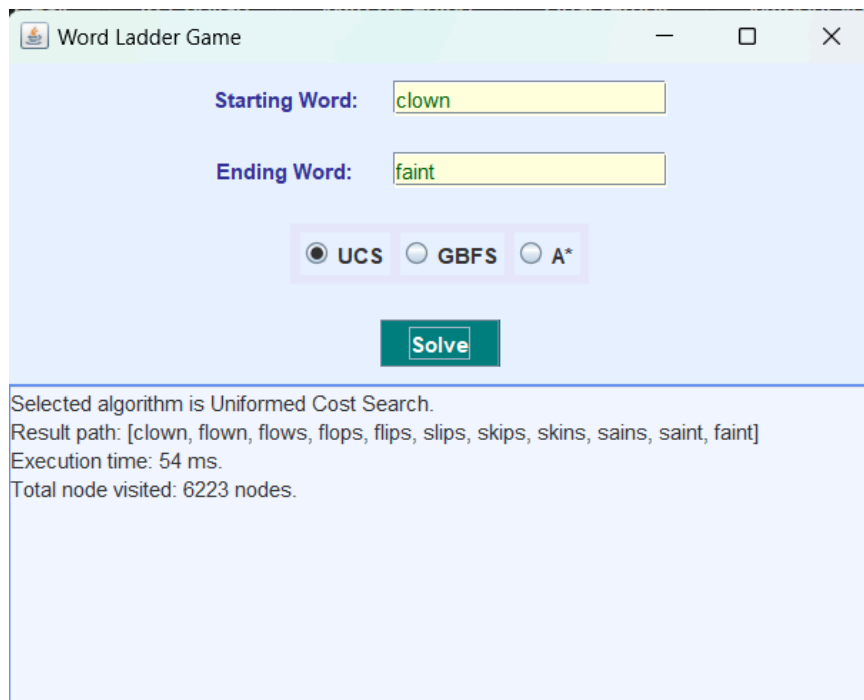 Word Ladder Game
Starting Word: clown
Ending Word: faint
UCS GBFS A*
Solve
Selected algorithm is Uniformed Cost Search.
Result path: [clown, flown, flows, flops, flips, slips, skips, skins, sains, saint, faint]
Execution time: 54 ms.
Total node visited: 6223 nodes.